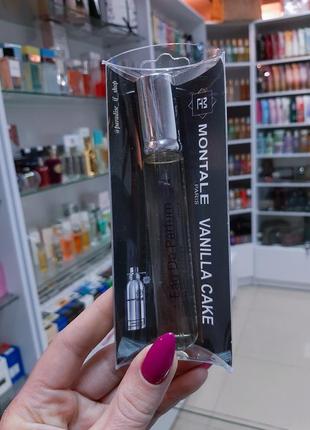 MONTALE
PARIS
VANILLA CAKE
Eau De Parfum